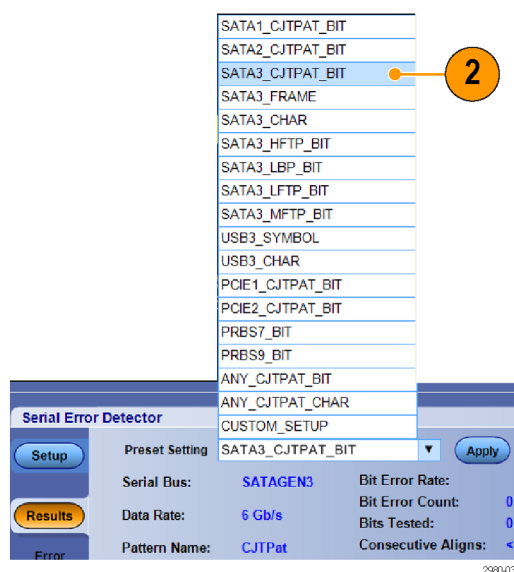 SATA1_CJTPAT_BIT
SATA2_CJTPAT_BIT
SATA3_CJTPAT_BIT
2
SATA3_FRAME
SATA3_CHAR
SATA3_HFTP_BIT
SATA3_LBP_BIT
SATA3_LFTP_BIT
SATA3_MFTP_BIT
USB3_SYMBOL
USB3_CHAR
PCIE1_CJTPAT_BIT
PCIE2_CJTPAT_BIT
PRBS7_BIT
PRBS9_BIT
ANY_CJTPAT_BIT
ANY_CJTPAT_CHAR
CUSTOM_SETUP
Serial Error Detector
Setup
Preset Setting SATA3_CJTPAT_BIT Apply
Serial Bus: SATAGEN3 Bit Error Rate:
Bit Error Count: 0
Results
Data Rate: 6 Gb/s Bits Tested: 0
Error
Pattern Name: CJTPat Consecutive Aligns: <